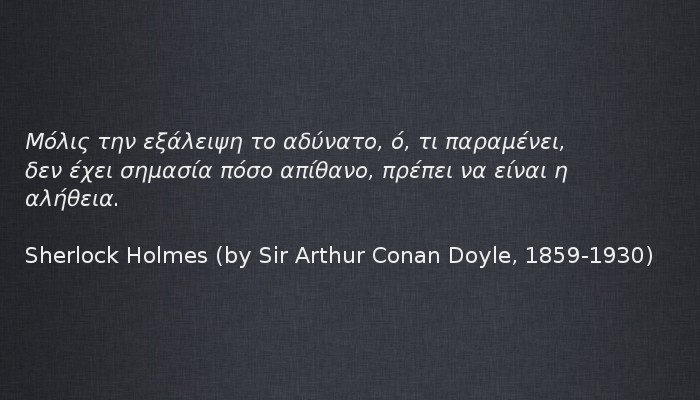 Μόλις την εξάλειψη το αδύνατο, ό, τι παραμένει,
δεν έχει σημασία πόσο απίθανο, πρέπει να είναι η
αλήθεια.
Sherlock Holmes (by Sir Arthur Conan Doyle, 1859-1930)